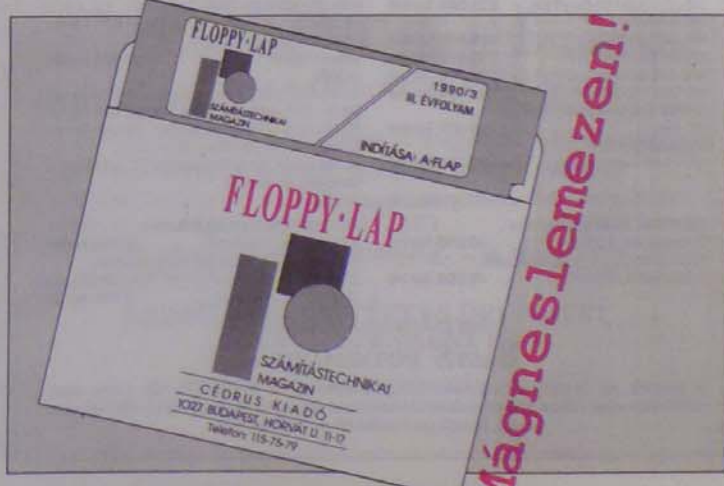 FLOPPY·LAP
SZÁMÍTÁSTECHNIKAI
MAGAZIN
1990/3
III. ÉVFOLYAM
INDÍTÁSA: A:FLAP
FLOPPY·LAP
SZÁMÍTÁSTECHNIKAI
MAGAZIN
CÉDRUS KIADÓ
1027 BUDAPEST, HORVÁT U. 11-17
Telefon: 115-75-79
Mágneslemezen!